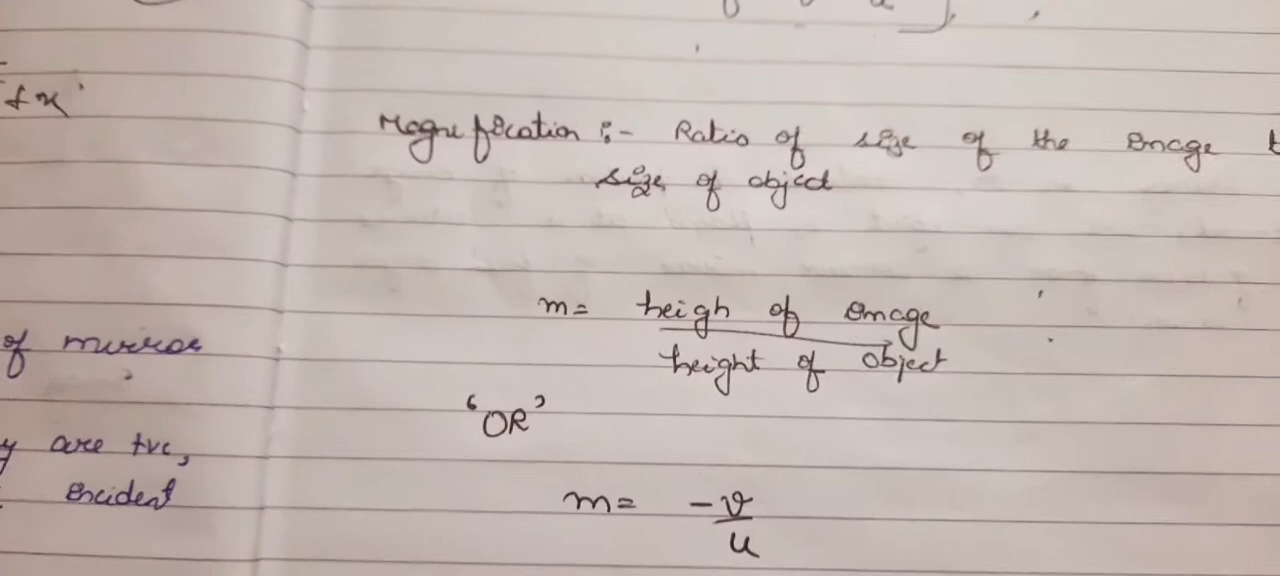 Magnification :- Ratio of size of the image
size of object
m= heigh of image
height of object
'OR'
m= -v
u
of mirror
are +ve,
incident